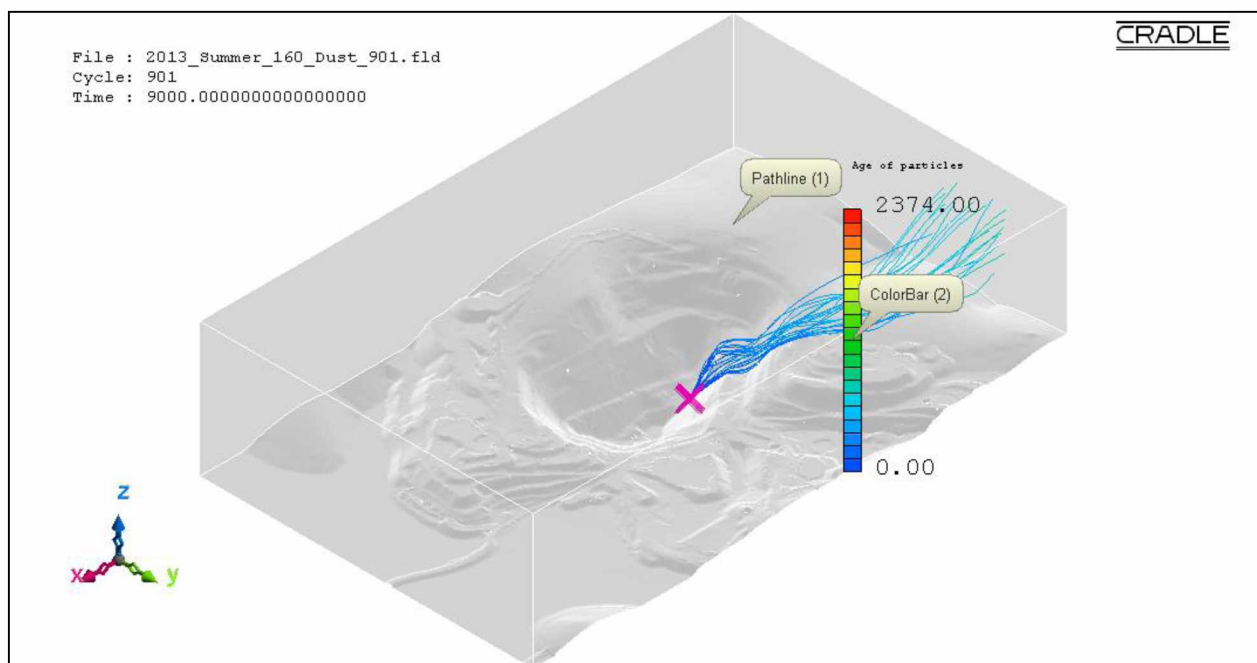 File : 2013_Summer_160_Dust_901.fld
Cycle: 901
Time : 9000.0000000000000000
CRADLE
Pathline (1)
Age of particles
2374.00
ColorBar (2)
0.00
z
x
y